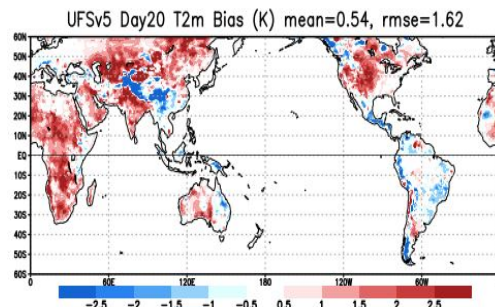 UFSv5 Day20 T2m Bias (K) mean=0.54, rmse=1.62
60N
50N
40N
30N
20N
10N
EQ
10S
20S
30S
40S
50S
60S
0 60E 120E 180 120W 60W 0
-2.5 -2 -1.5 -1 -0.5 0.5 1 1.5 2 2.5